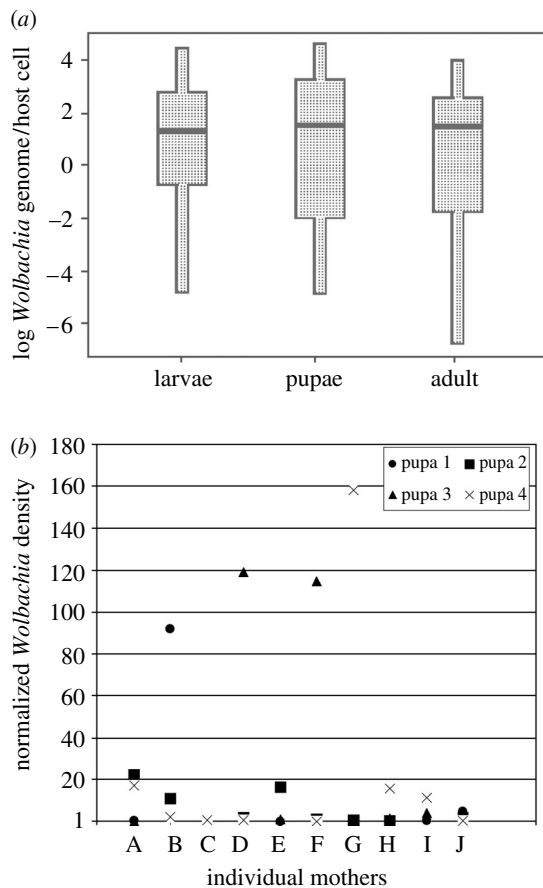 (a)
log Wolbachia genome/host cell
4
2
0
−2
−4
−6
larvae pupae adult
(b)
normalized Wolbachia density
180
160
140
120
100
80
60
40
20
1
pupa 1 pupa 2
pupa 3 pupa 4
A B C D E F G H I J
individual mothers